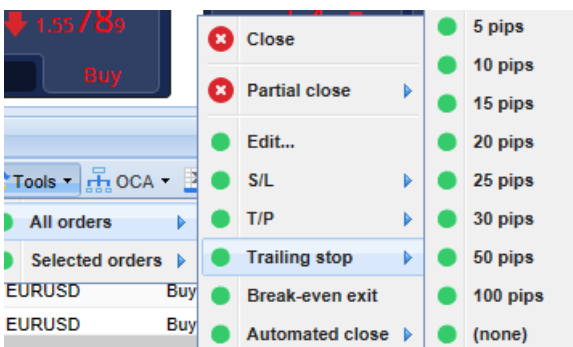 1.55 789
Buy
Tools
OCA
All orders
Selected orders
EURUSD Buy
EURUSD Buy
Close
Partial close
Edit...
S/L
T/P
Trailing stop
Break-even exit
Automated close
5 pips
10 pips
15 pips
20 pips
25 pips
30 pips
50 pips
100 pips
(none)